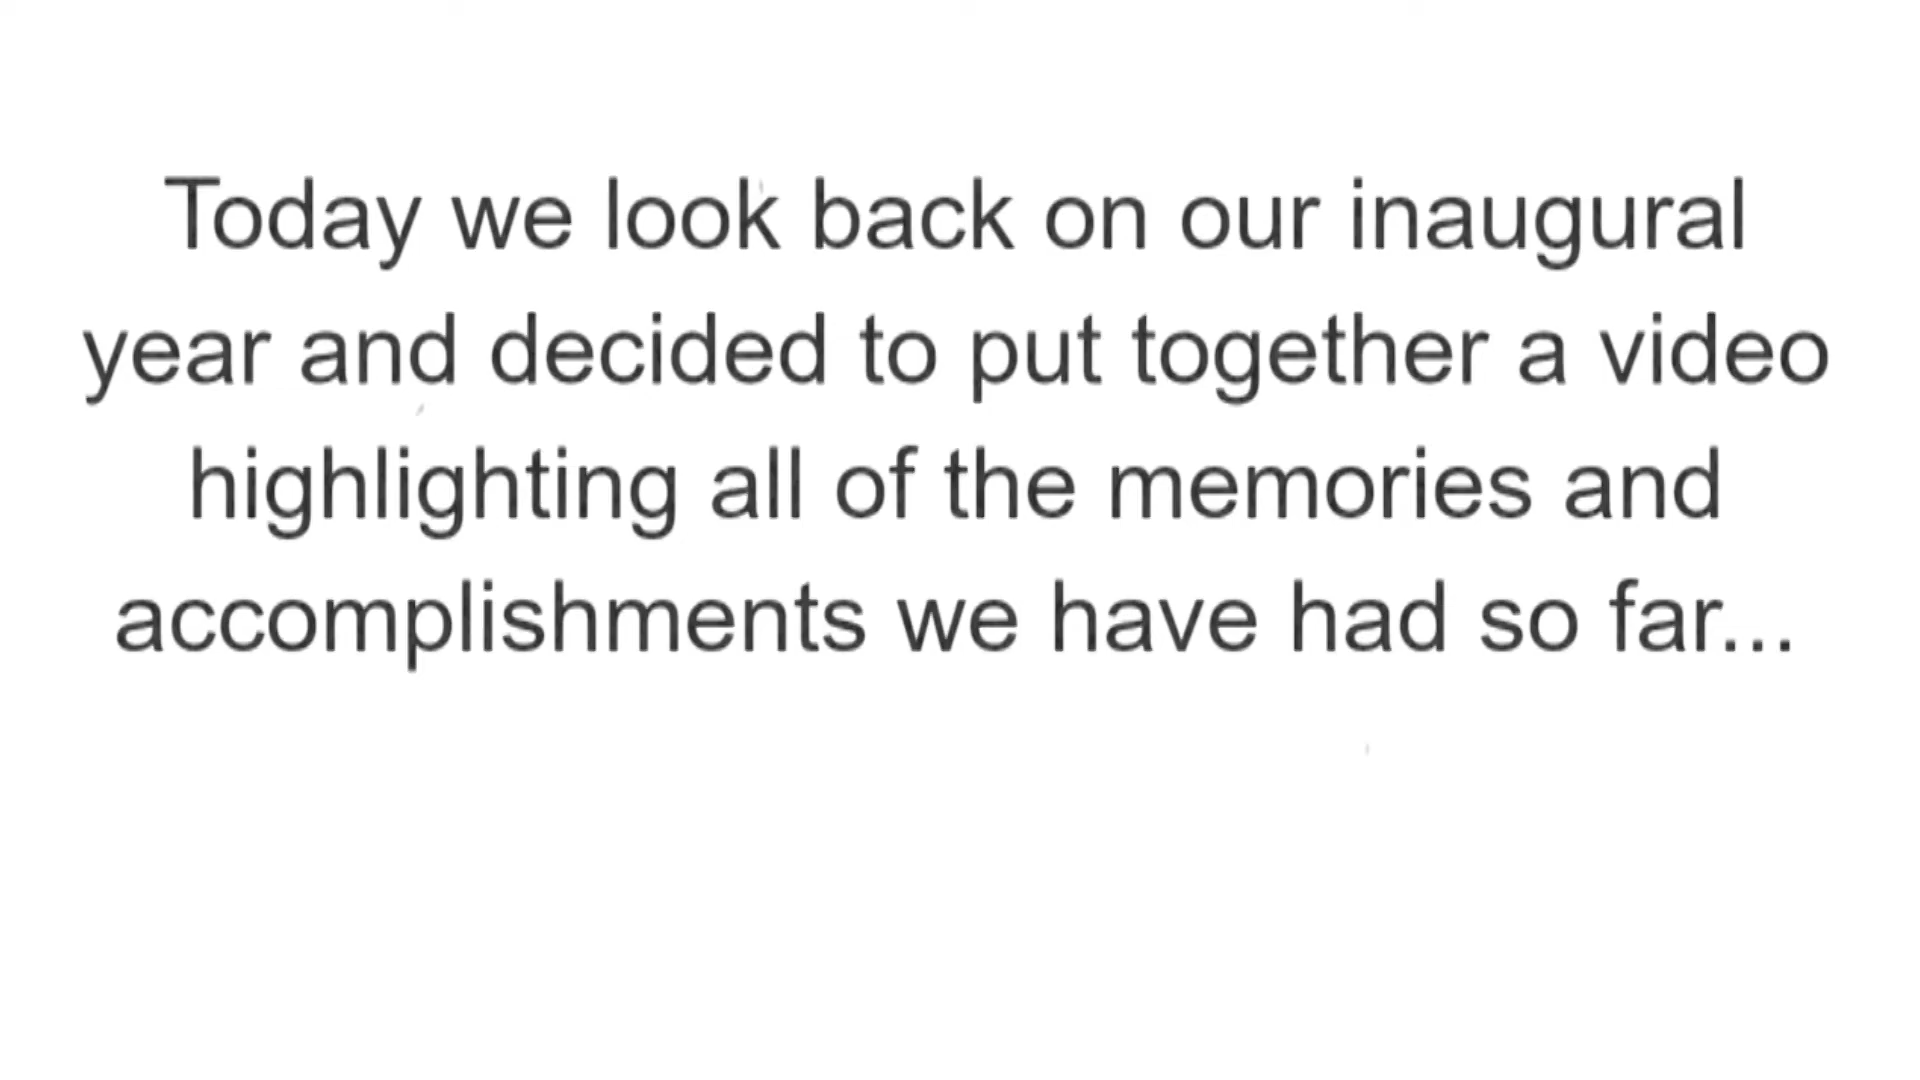 Today we look back on our inaugural
year and decided to put together a video
highlighting all of the memories and
accomplishments we have had so far...